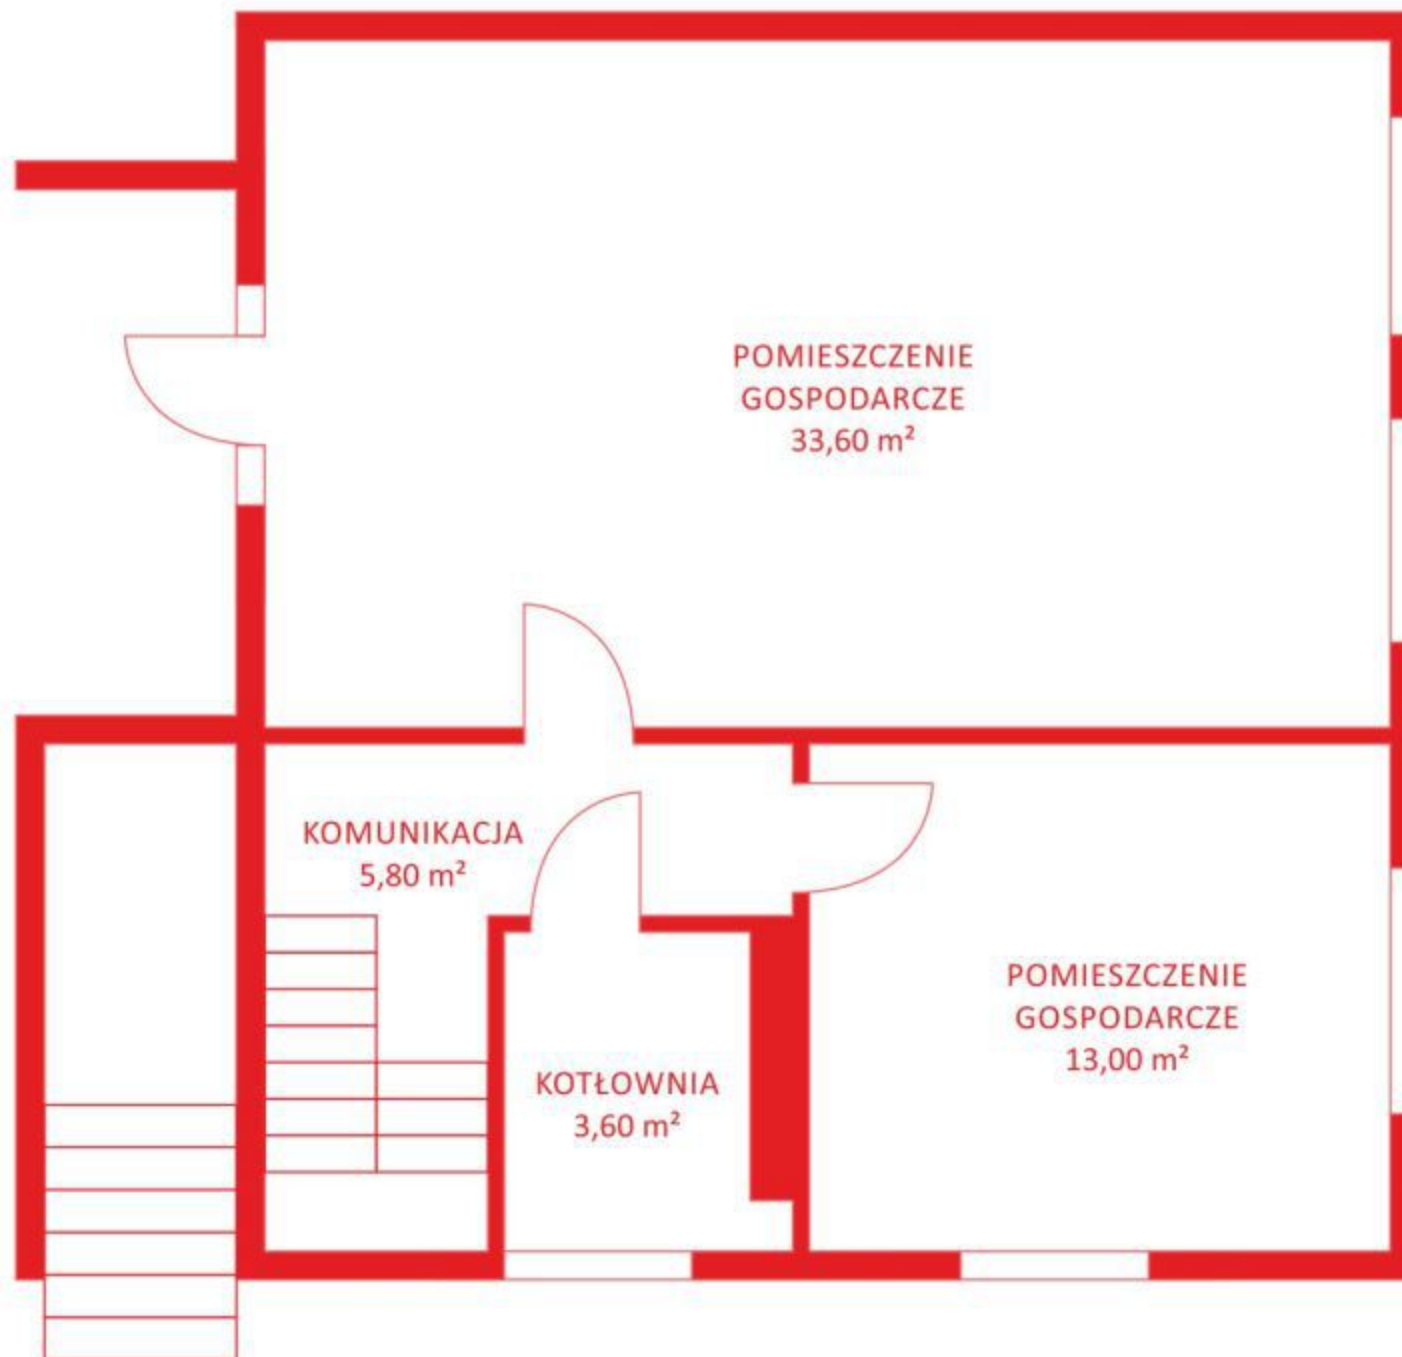 POMIESZCZENIE
GOSPODARCZE
33,60 m²
KOMUNIKACJA
5,80 m²
POMIESZCZENIE
GOSPODARCZE
13,00 m²
KOTŁOWNIA
3,60 m²